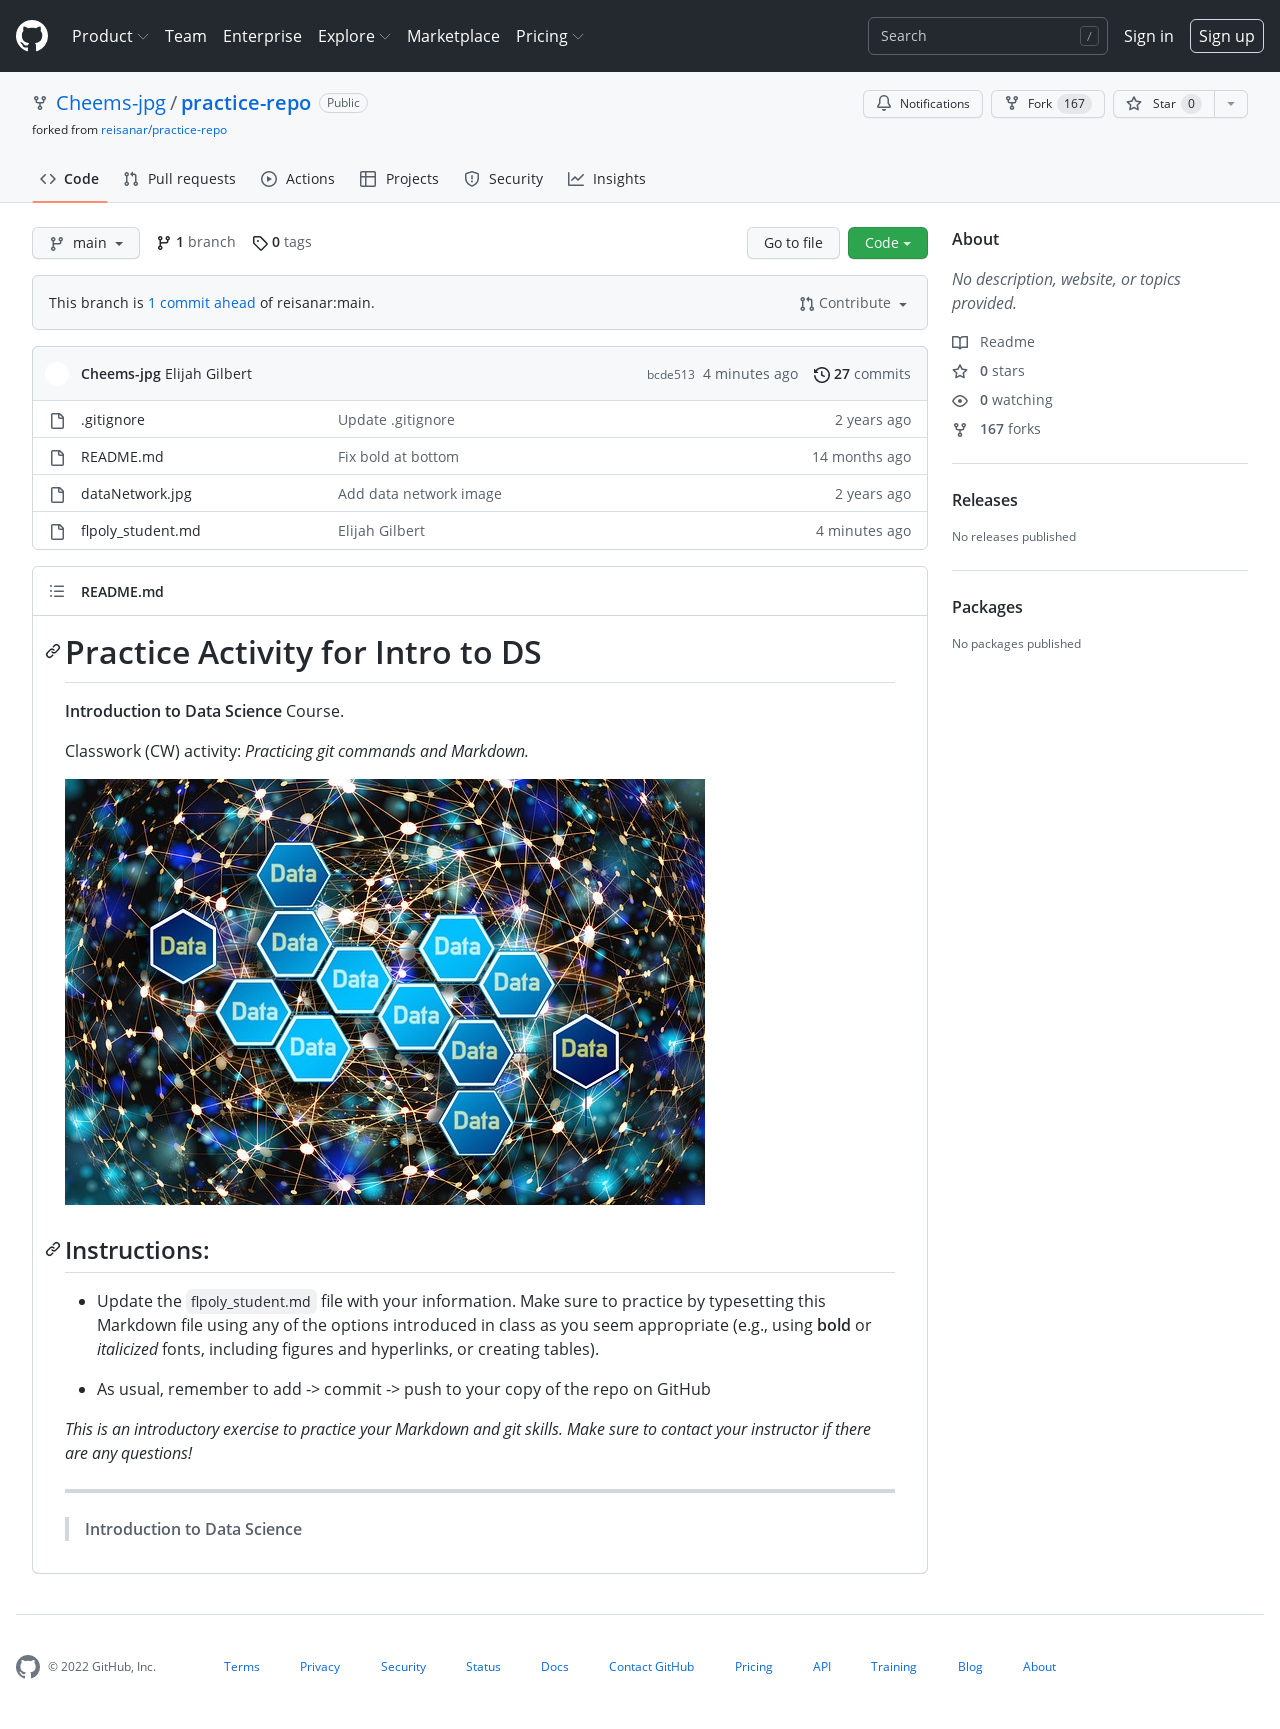 Product Team Enterprise Explore Marketplace Pricing Search / Sign in Sign up
Cheems-jpg / practice-repo Public Notifications Fork 167 Star 0
forked from reisanar/practice-repo
Code Pull requests Actions Projects Security Insights
main 1 branch 0 tags Go to file Code
This branch is 1 commit ahead of reisanar:main. Contribute
Cheems-jpg Elijah Gilbert bcde513 4 minutes ago 27 commits
.gitignore Update .gitignore 2 years ago
README.md Fix bold at bottom 14 months ago
dataNetwork.jpg Add data network image 2 years ago
flpoly_student.md Elijah Gilbert 4 minutes ago
README.md
Practice Activity for Intro to DS
Introduction to Data Science Course.
Classwork (CW) activity: Practicing git commands and Markdown.
Data
Data
Data
Data
Data
Data
Data
Data
Data
Data
Data
Data
Instructions:
Update the flpoly_student.md file with your information. Make sure to practice by typesetting this
Markdown file using any of the options introduced in class as you seem appropriate (e.g., using bold or
italicized fonts, including figures and hyperlinks, or creating tables).
As usual, remember to add -> commit -> push to your copy of the repo on GitHub
This is an introductory exercise to practice your Markdown and git skills. Make sure to contact your instructor if there
are any questions!
Introduction to Data Science
About
No description, website, or topics
provided.
Readme
0 stars
0 watching
167 forks
Releases
No releases published
Packages
No packages published
© 2022 GitHub, Inc. Terms Privacy Security Status Docs Contact GitHub Pricing API Training Blog About